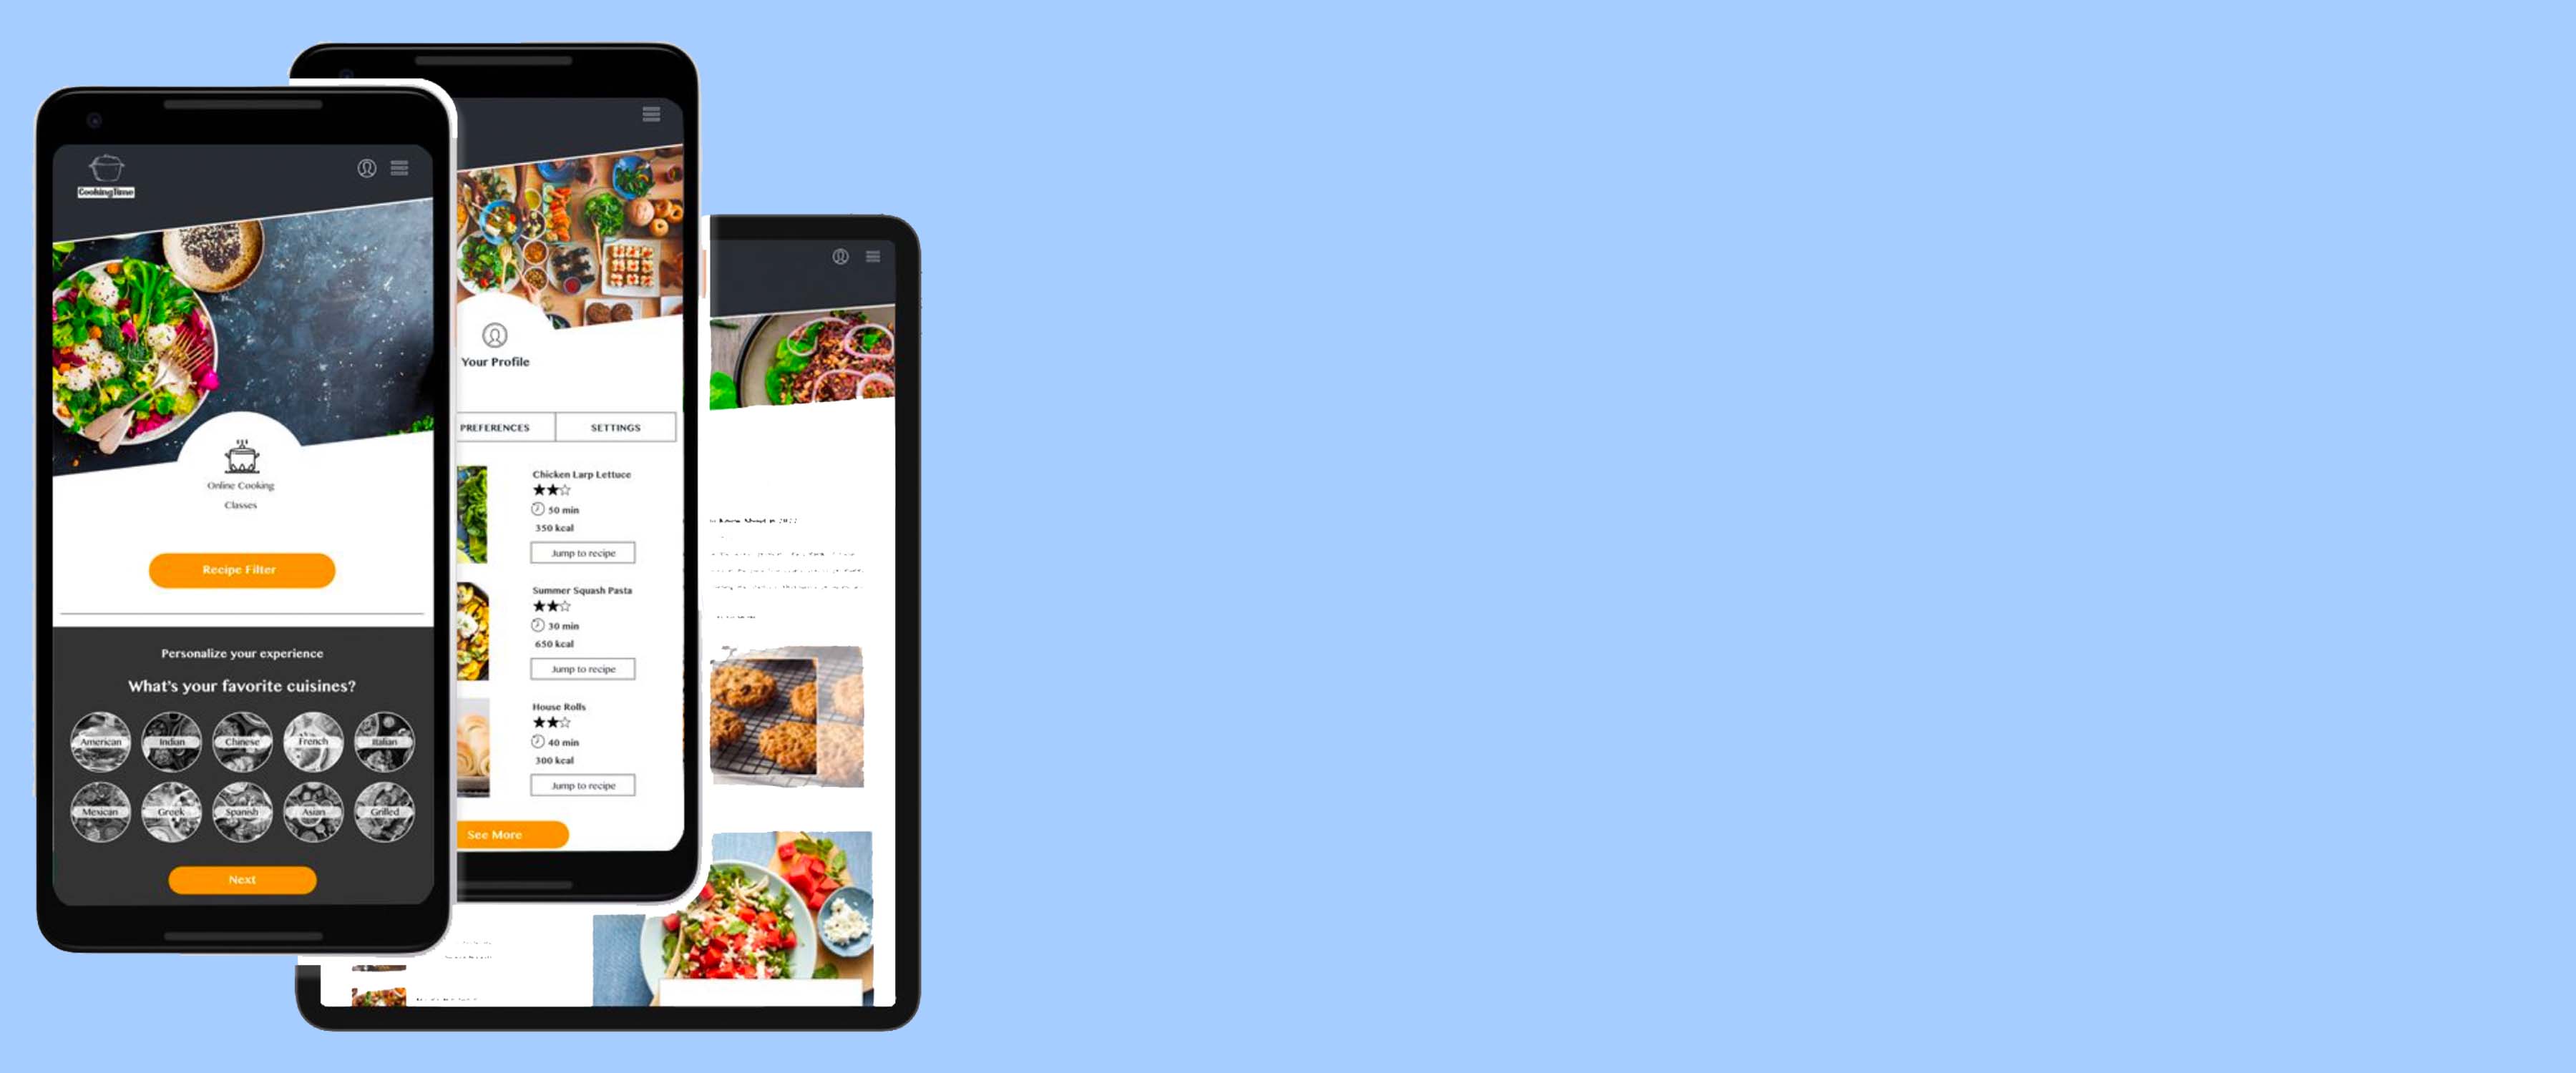 CookingTime
Online Cooking
Classes
Recipe Filter
Personalize your experience
What's your favorite cuisines?
American
Indian
Chinese
French
Italian
Mexican
Greek
Spanish
Asian
Grilled
Next
Your Profile
PREFERENCES
SETTINGS
Chicken Larp Lettuce
50 min
350 kcal
Jump to recipe
Summer Squash Pasta
30 min
650 kcal
Jump to recipe
House Rolls
40 min
300 kcal
Jump to recipe
See More